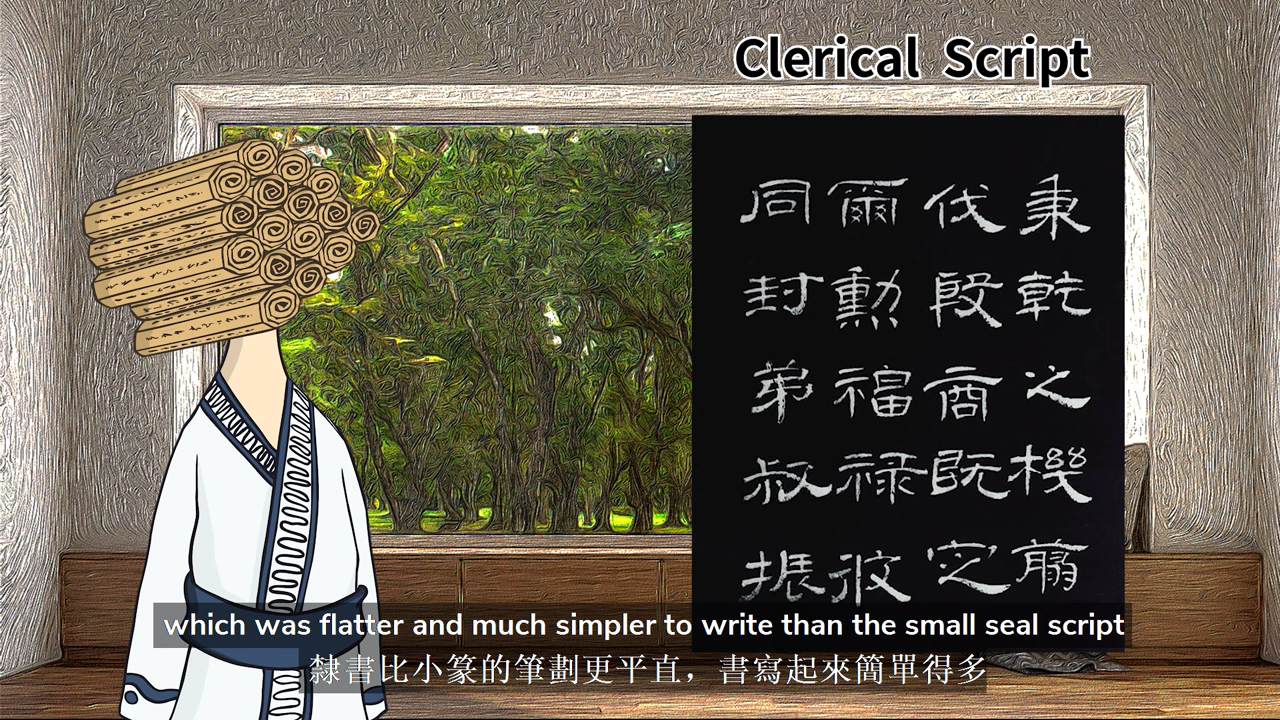 Clerical Script
秉乾之機翦
伐殷商既定
爾勳福祿攸
同封弟叔振
which was flatter and much simpler to write than the small seal script
隸書比小篆的筆劃更平直，書寫起來簡單得多